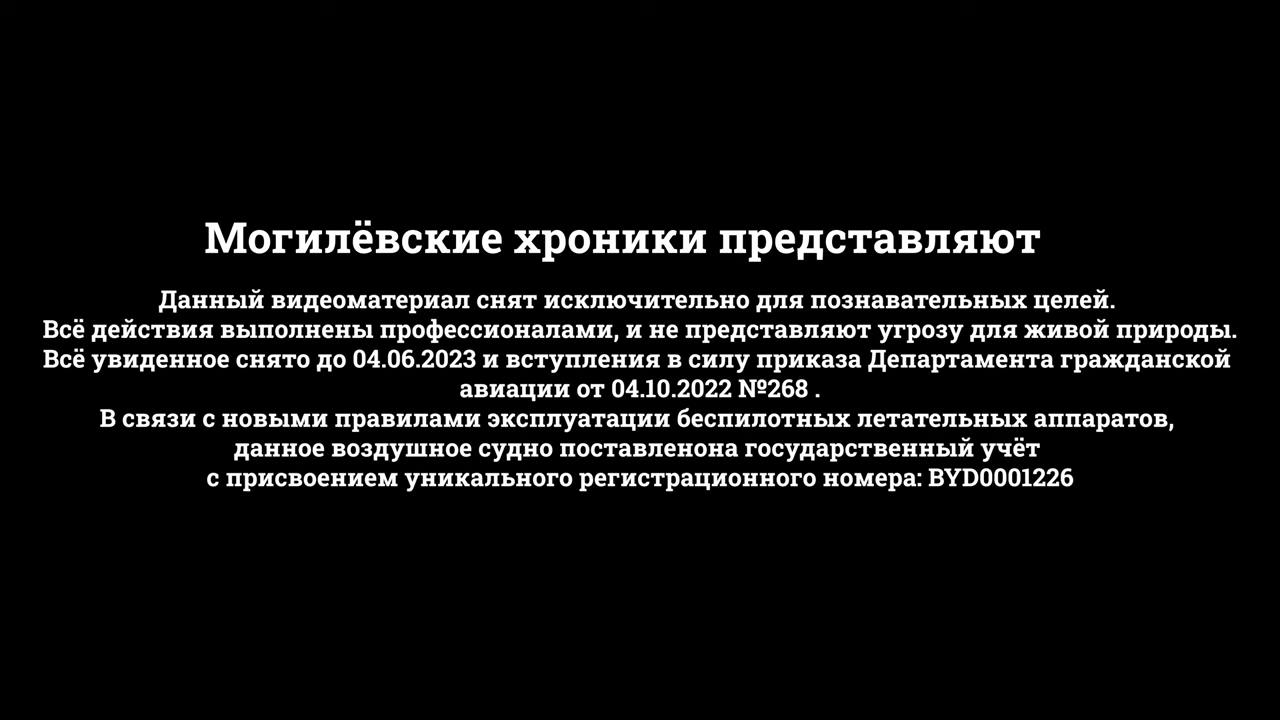 Могилёвские хроники представляют
Данный видеоматериал снят исключительно для познавательных целей.
Всё действия выполнены профессионалами, и не представляют угрозу для живой природы.
Всё увиденное снято до 04.06.2023 и вступления в силу приказа Департамента гражданской
авиации от 04.10.2022 №268 .
В связи с новыми правилами эксплуатации беспилотных летательных аппаратов,
данное воздушное судно поставленона государственный учёт
с присвоением уникального регистрационного номера: BYD0001226